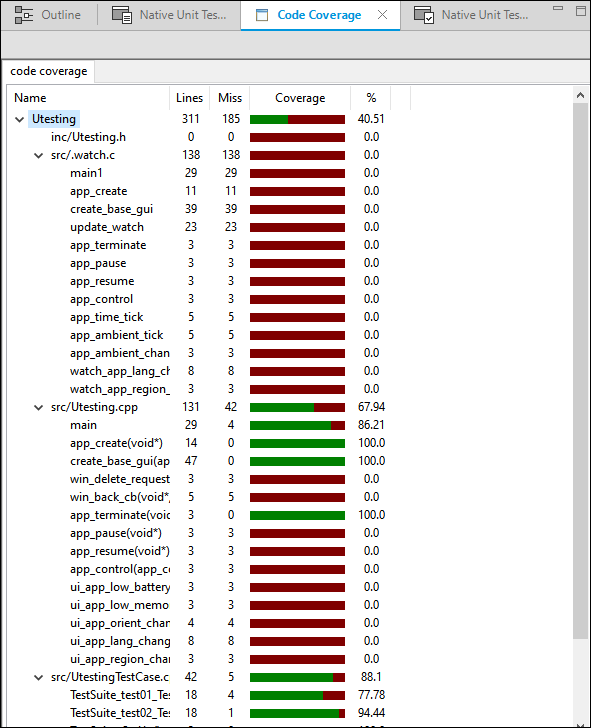 Outline Native Unit Tes... Code Coverage Native Unit Tes...
code coverage
Name Lines Miss Coverage %
Utesting 311 185 40.51
inc/Utesting.h 0 0 0.0
src/.watch.c 138 138 0.0
main1 29 29 0.0
app_create 11 11 0.0
create_base_gui 39 39 0.0
update_watch 23 23 0.0
app_terminate 3 3 0.0
app_pause 3 3 0.0
app_resume 3 3 0.0
app_control 3 3 0.0
app_time_tick 5 5 0.0
app_ambient_tick 5 5 0.0
app_ambient_chan 3 3 0.0
watch_app_lang_ch 8 8 0.0
watch_app_region_ 3 3 0.0
src/Utesting.cpp 131 42 67.94
main 29 4 86.21
app_create(void*) 14 0 100.0
create_base_gui(ap 47 0 100.0
win_delete_request 3 3 0.0
win_back_cb(void*, 5 5 0.0
app_terminate(voic 3 0 100.0
app_pause(void*) 3 3 0.0
app_resume(void*) 3 3 0.0
app_control(app_co 3 3 0.0
ui_app_low_battery 3 3 0.0
ui_app_low_memo 3 3 0.0
ui_app_orient_chan 4 4 0.0
ui_app_lang_chang 8 8 0.0
ui_app_region_chai 3 3 0.0
src/UtestingTestCase.c 42 5 88.1
TestSuite_test01_Tes 18 4 77.78
TestSuite_test02_Tes 18 1 94.44